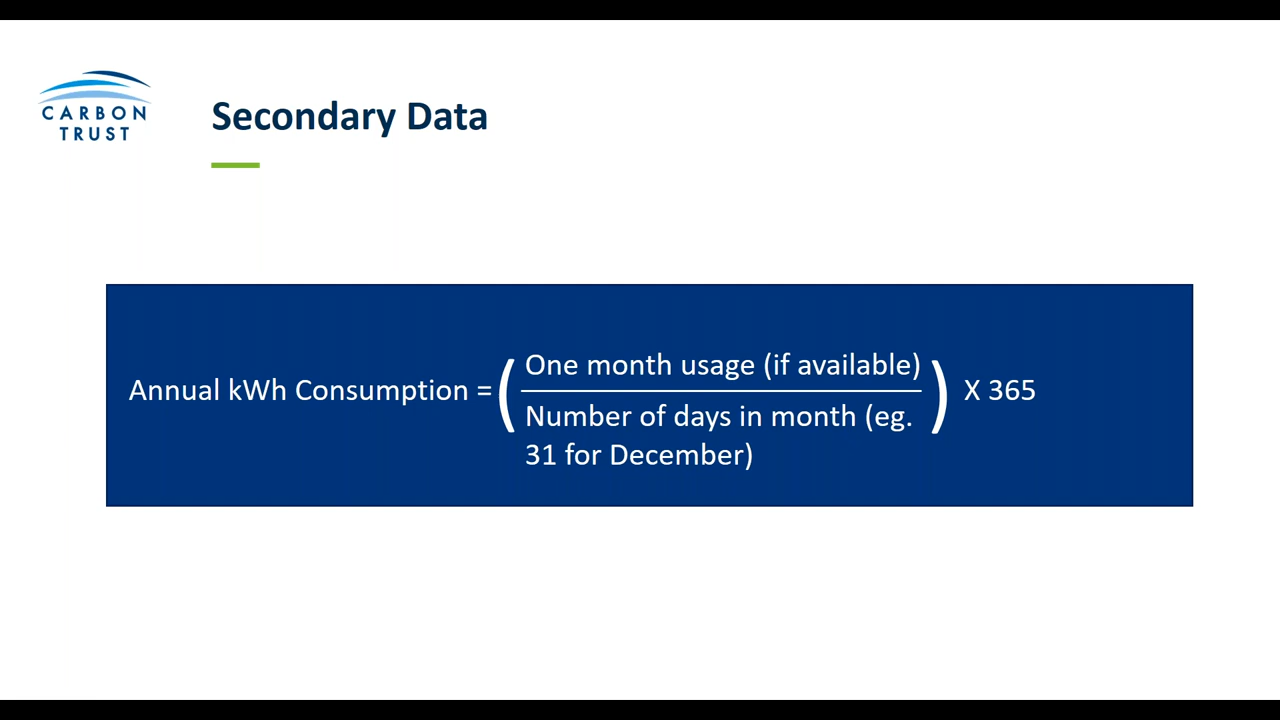 CARBON
TRUST
Secondary Data
Annual kWh Consumption = ( One month usage (if available) ) X 365
Number of days in month (eg.
31 for December)